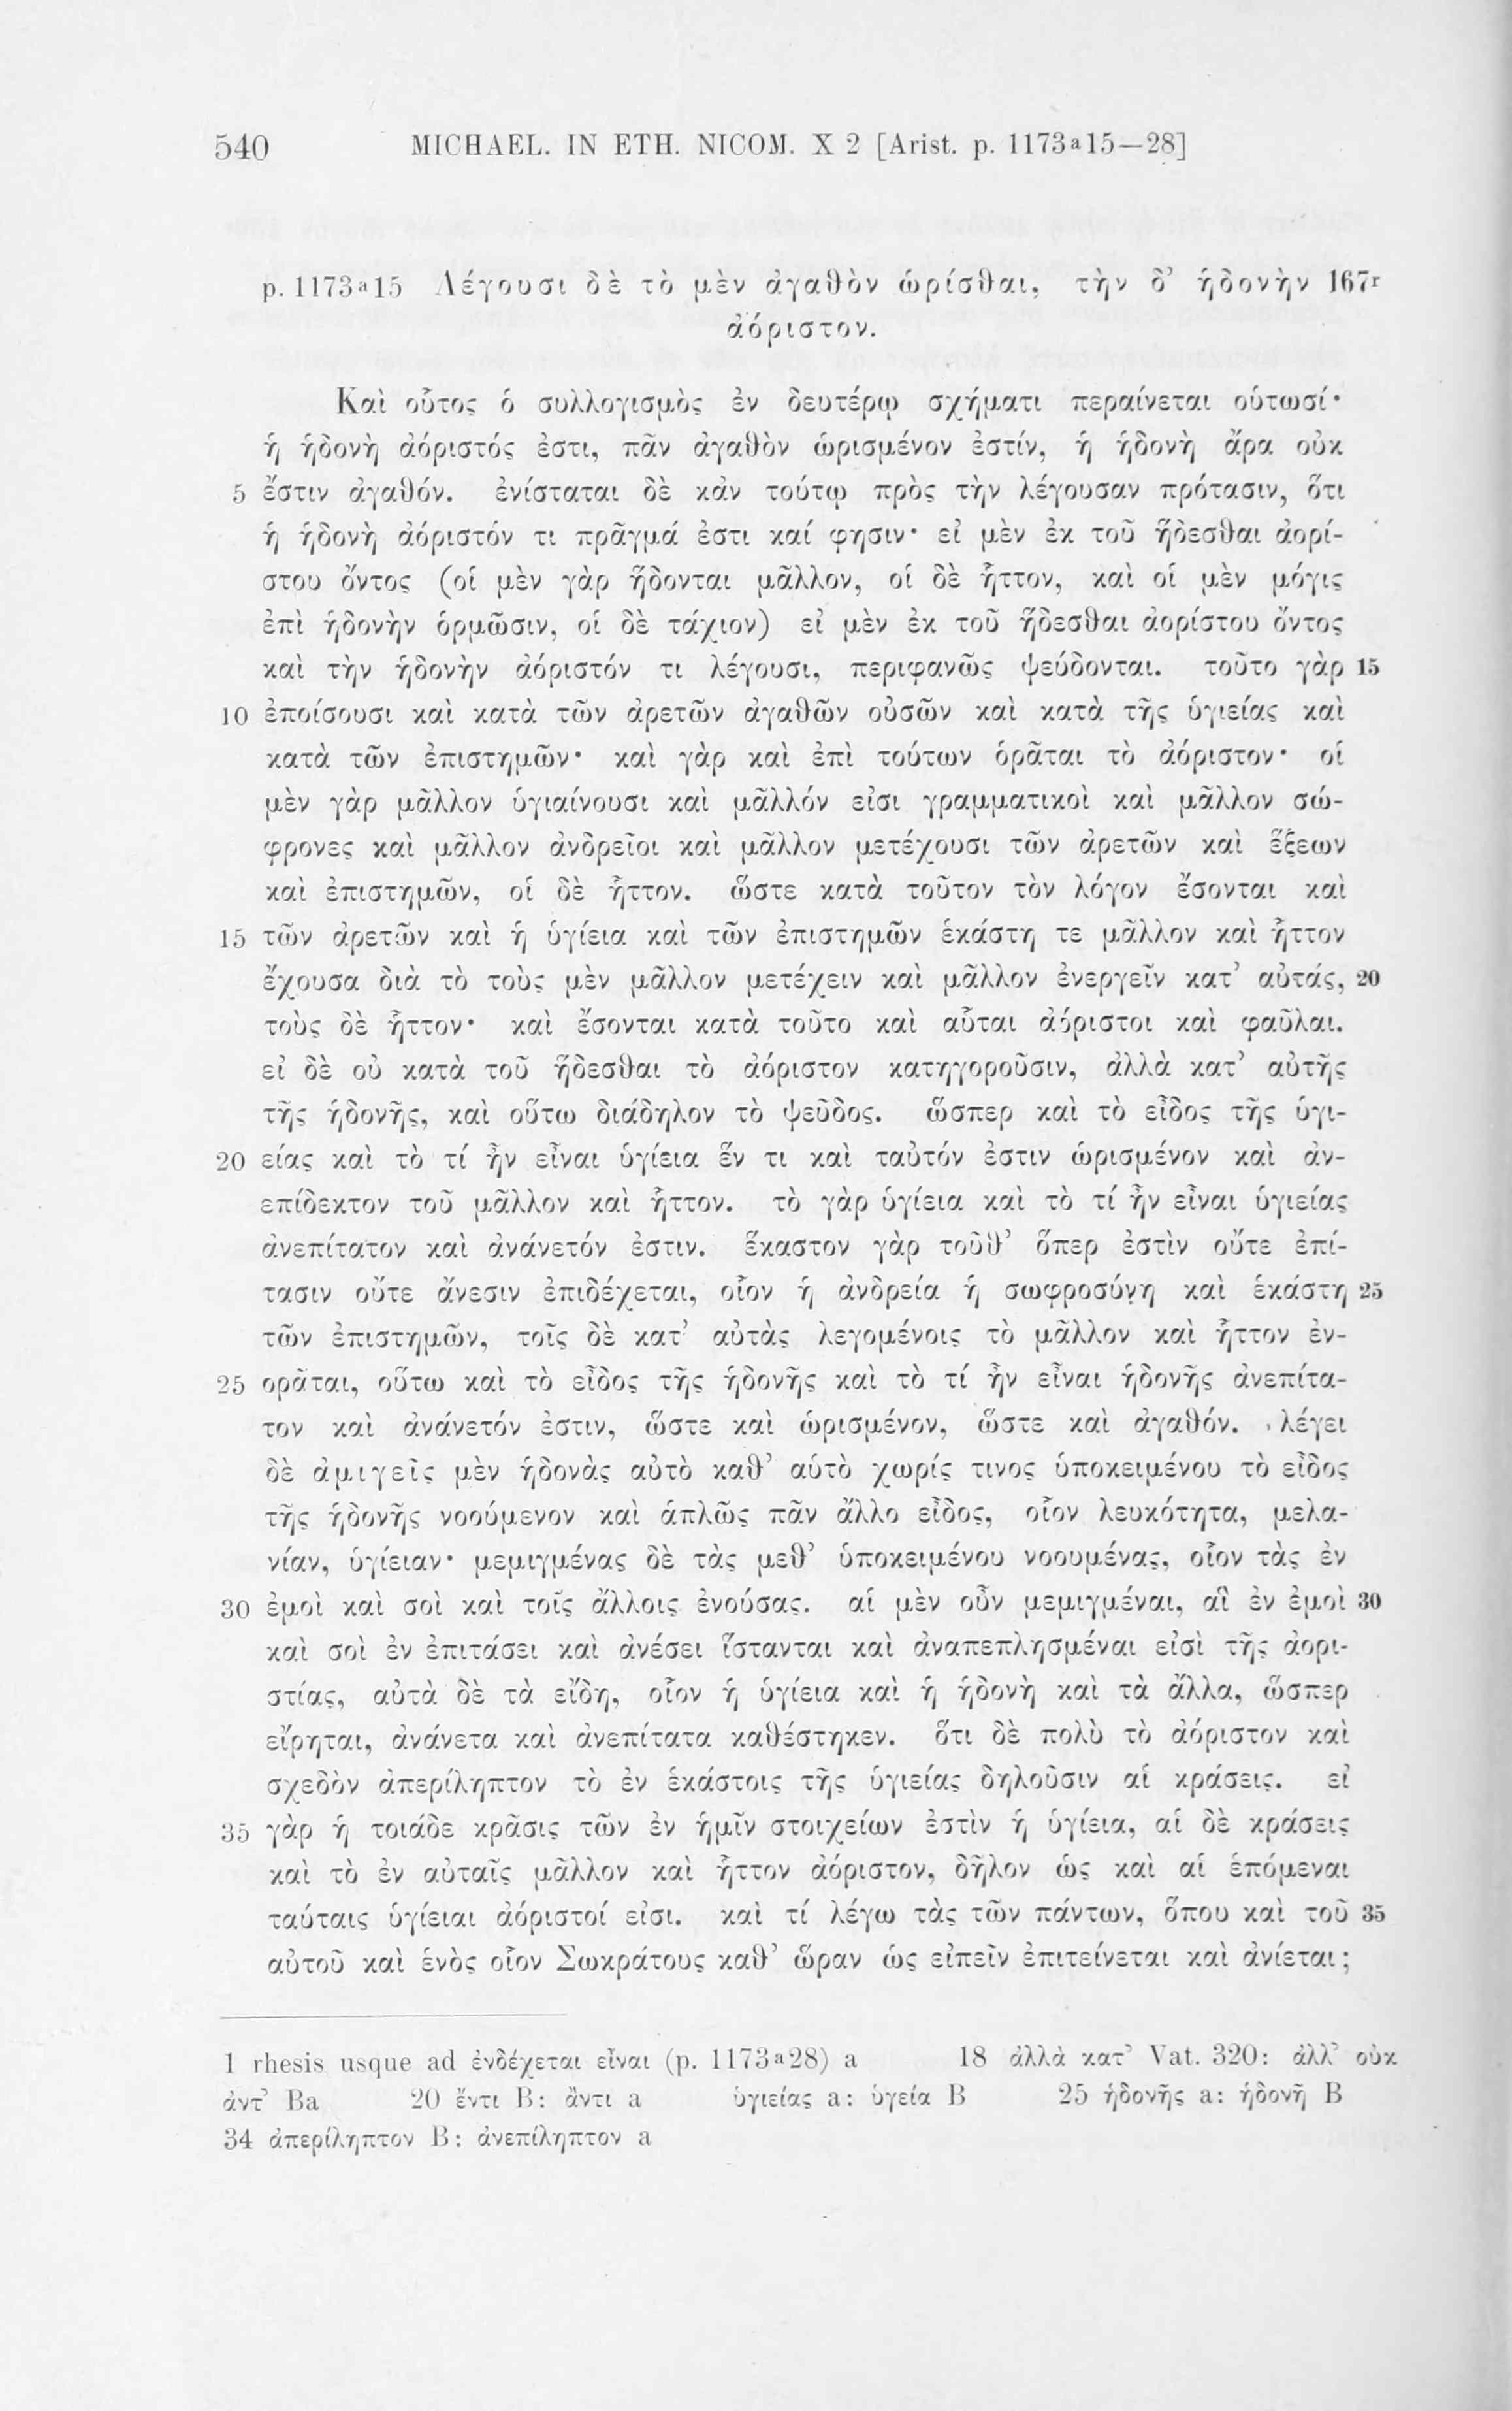 540 MICHAEL. IN ETH. NICOM. X 2 [Arist. p. 1173a15—28]
p. 1173a15 Λέγουσι δὲ τὸ μὲν ἀγαθὸν ὡρίσθαι, τὴν δ’ ἡδονὴν 167r
ἀόριστον.
Καὶ οὗτος ὁ συλλογισμὸς ἐν δευτέρῳ σχήματι περαίνεται οὑτωσί·
ἡ ἡδονὴ ἀόριστός ἐστι, πᾶν ἀγαθὸν ὡρισμένον ἐστίν, ἡ ἡδονὴ ἄρα οὐκ
5 ἔστιν ἀγαθόν. ἐνίσταται δὲ κἀν τούτῳ πρὸς τὴν λέγουσαν πρότασιν, ὅτι
ἡ ἡδονὴ ἀόριστόν τι πρᾶγμά ἐστι καί φησιν· εἰ μὲν ἐκ τοῦ ἥδεσθαι ἀορί-
στου ὄντος (οἱ μὲν γὰρ ἥδονται μᾶλλον, οἱ δὲ ἧττον, καὶ οἱ μὲν μόγις
ἐπὶ ἡδονὴν ὁρμῶσιν, οἱ δὲ τάχιον) εἰ μὲν ἐκ τοῦ ἥδεσθαι ἀορίστου ὄντος
καὶ τὴν ἡδονὴν ἀόριστόν τι λέγουσι, περιφανῶς ψεύδονται. τοῦτο γὰρ 15
10 ἐποίσουσι καὶ κατὰ τῶν ἀρετῶν ἀγαθῶν οὐσῶν καὶ κατὰ τῆς ὑγιείας καὶ
κατὰ τῶν ἐπιστημῶν· καὶ γὰρ καὶ ἐπὶ τούτων ὁρᾶται τὸ ἀόριστον· οἱ
μὲν γὰρ μᾶλλον ὑγιαίνουσι καὶ μᾶλλόν εἰσι γραμματικοὶ καὶ μᾶλλον σώ-
φρονες καὶ μᾶλλον ἀνδρεῖοι καὶ μᾶλλον μετέχουσι τῶν ἀρετῶν καὶ ἕξεων
καὶ ἐπιστημῶν, οἱ δὲ ἧττον. ὥστε κατὰ τοῦτον τὸν λόγον ἔσονται καὶ
15 τῶν ἀρετῶν καὶ ἡ ὑγίεια καὶ τῶν ἐπιστημῶν ἑκάστη τε μᾶλλον καὶ ἧττον
ἔχουσα διὰ τὸ τοὺς μὲν μᾶλλον μετέχειν καὶ μᾶλλον ἐνεργεῖν κατ’ αὐτάς, 20
τοὺς δὲ ἧττον· καὶ ἔσονται κατὰ τοῦτο καὶ αὗται ἀόριστοι καὶ φαῦλαι.
εἰ δὲ οὐ κατὰ τοῦ ἥδεσθαι τὸ ἀόριστον κατηγοροῦσιν, ἀλλὰ κατ’ αὐτῆς
τῆς ἡδονῆς, καὶ οὕτω διάδηλον τὸ ψεῦδος. ὥσπερ καὶ τὸ εἶδος τῆς ὑγι-
20 είας καὶ τὸ τί ἦν εἶναι ὑγίεια ἕν τι καὶ ταὐτόν ἐστιν ὡρισμένον καὶ ἀν-
επίδεκτον τοῦ μᾶλλον καὶ ἧττον. τὸ γὰρ ὑγίεια καὶ τὸ τί ἦν εἶναι ὑγιείας
ἀνεπίτατον καὶ ἀνάνετόν ἐστιν. ἕκαστον γὰρ τοῦθ’ ὅπερ ἐστὶν οὔτε ἐπί-
τασιν οὔτε ἄνεσιν ἐπιδέχεται, οἷον ἡ ἀνδρεία ἡ σωφροσύνη καὶ ἑκάστη 25
τῶν ἐπιστημῶν, τοῖς δὲ κατ’ αὐτὰς λεγομένοις τὸ μᾶλλον καὶ ἧττον ἐν-
25 ορᾶται, οὕτω καὶ τὸ εἶδος τῆς ἡδονῆς καὶ τὸ τί ἦν εἶναι ἡδονῆς ἀνεπίτα-
τον καὶ ἀνάνετόν ἐστιν, ὥστε καὶ ὡρισμένον, ὥστε καὶ ἀγαθόν. λέγει
δὲ ἀμιγεῖς μὲν ἡδονὰς αὐτὸ καθ’ αὑτὸ χωρίς τινος ὑποκειμένου τὸ εἶδος
τῆς ἡδονῆς νοούμενον καὶ ἁπλῶς πᾶν ἄλλο εἶδος, οἷον λευκότητα, μελα-
νίαν, ὑγίειαν· μεμιγμένας δὲ τὰς μεθ’ ὑποκειμένου νοουμένας, οἷον τὰς ἐν
30 ἐμοὶ καὶ σοὶ καὶ τοῖς ἄλλοις ἐνούσας. αἱ μὲν οὖν μεμιγμέναι, αἳ ἐν ἐμοὶ 30
καὶ σοὶ ἐν ἐπιτάσει καὶ ἀνέσει ἵστανται καὶ ἀναπεπλησμέναι εἰσὶ τῆς ἀορι-
στίας, αὐτὰ δὲ τὰ εἴδη, οἷον ἡ ὑγίεια καὶ ἡ ἡδονὴ καὶ τὰ ἄλλα, ὥσπερ
εἴρηται, ἀνάνετα καὶ ἀνεπίτατα καθέστηκεν. ὅτι δὲ πολὺ τὸ ἀόριστον καὶ
σχεδὸν ἀπερίληπτον τὸ ἐν ἑκάστοις τῆς ὑγιείας δηλοῦσιν αἱ κράσεις. εἰ
35 γὰρ ἡ τοιάδε κρᾶσις τῶν ἐν ἡμῖν στοιχείων ἐστὶν ἡ ὑγίεια, αἱ δὲ κράσεις
καὶ τὸ ἐν αὐταῖς μᾶλλον καὶ ἧττον ἀόριστον, δῆλον ὡς καὶ αἱ ἑπόμεναι
ταύταις ὑγίειαι ἀόριστοί εἰσι. καὶ τί λέγω τὰς τῶν πάντων, ὅπου καὶ τοῦ 35
αὐτοῦ καὶ ἑνὸς οἷον Σωκράτους καθ’ ὥραν ὡς εἰπεῖν ἐπιτείνεται καὶ ἀνίεται;
1 rhesis usque ad ἐνδέχεται εἶναι (p. 1173a28) a 18 ἀλλὰ κατ’ Vat. 320: ἀλλ’ οὐκ
ἀντ’ Ba 20 ἔντι B: ἄντι a ὑγιείας a: ὑγεία B 25 ἡδονῆς a: ἡδονῇ B
34 ἀπερίληπτον B: ἀνεπίληπτον a